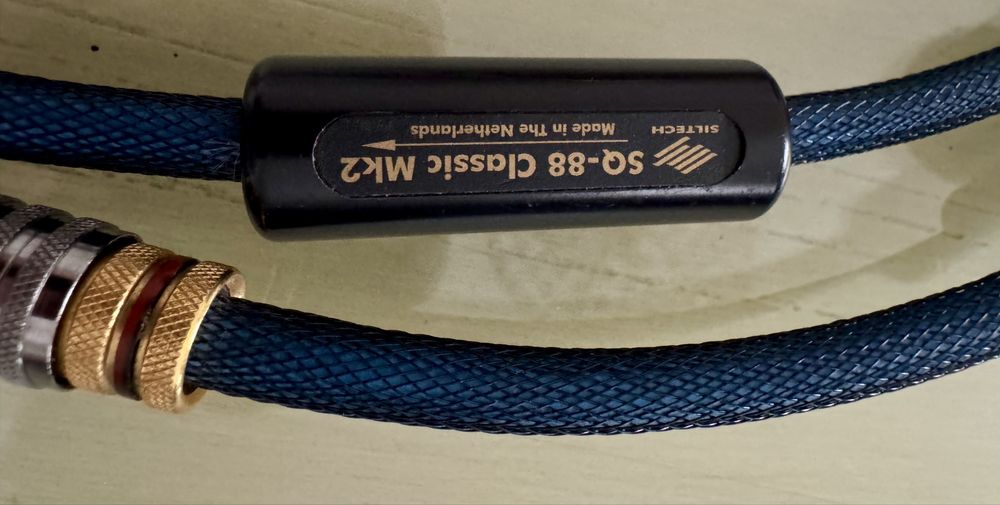 SILTECH
SQ-88 Classic Mk2
Made in The Netherlands